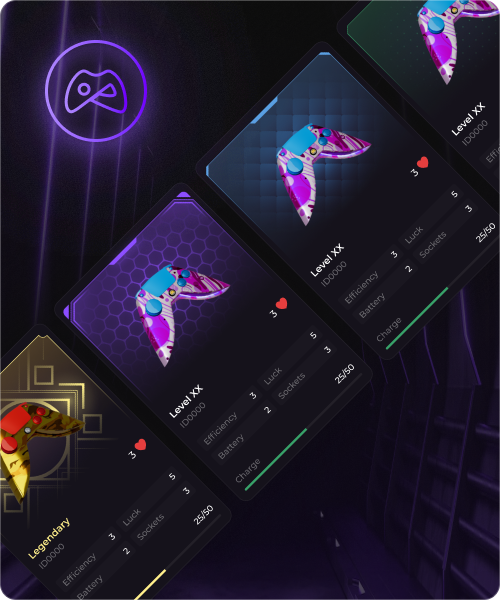 Level XX
ID0000
Effi
3
Level XX
ID0000
Efficiency 3
Luck 5
Battery 2
Sockets 3
Charge 25/50
3
Level XX
ID0000
Efficiency 3
Luck 5
Battery 2
Sockets 3
Charge 25/50
3
Legendary
ID0000
Efficiency 3
Luck 5
Battery 2
Sockets 3
25/50